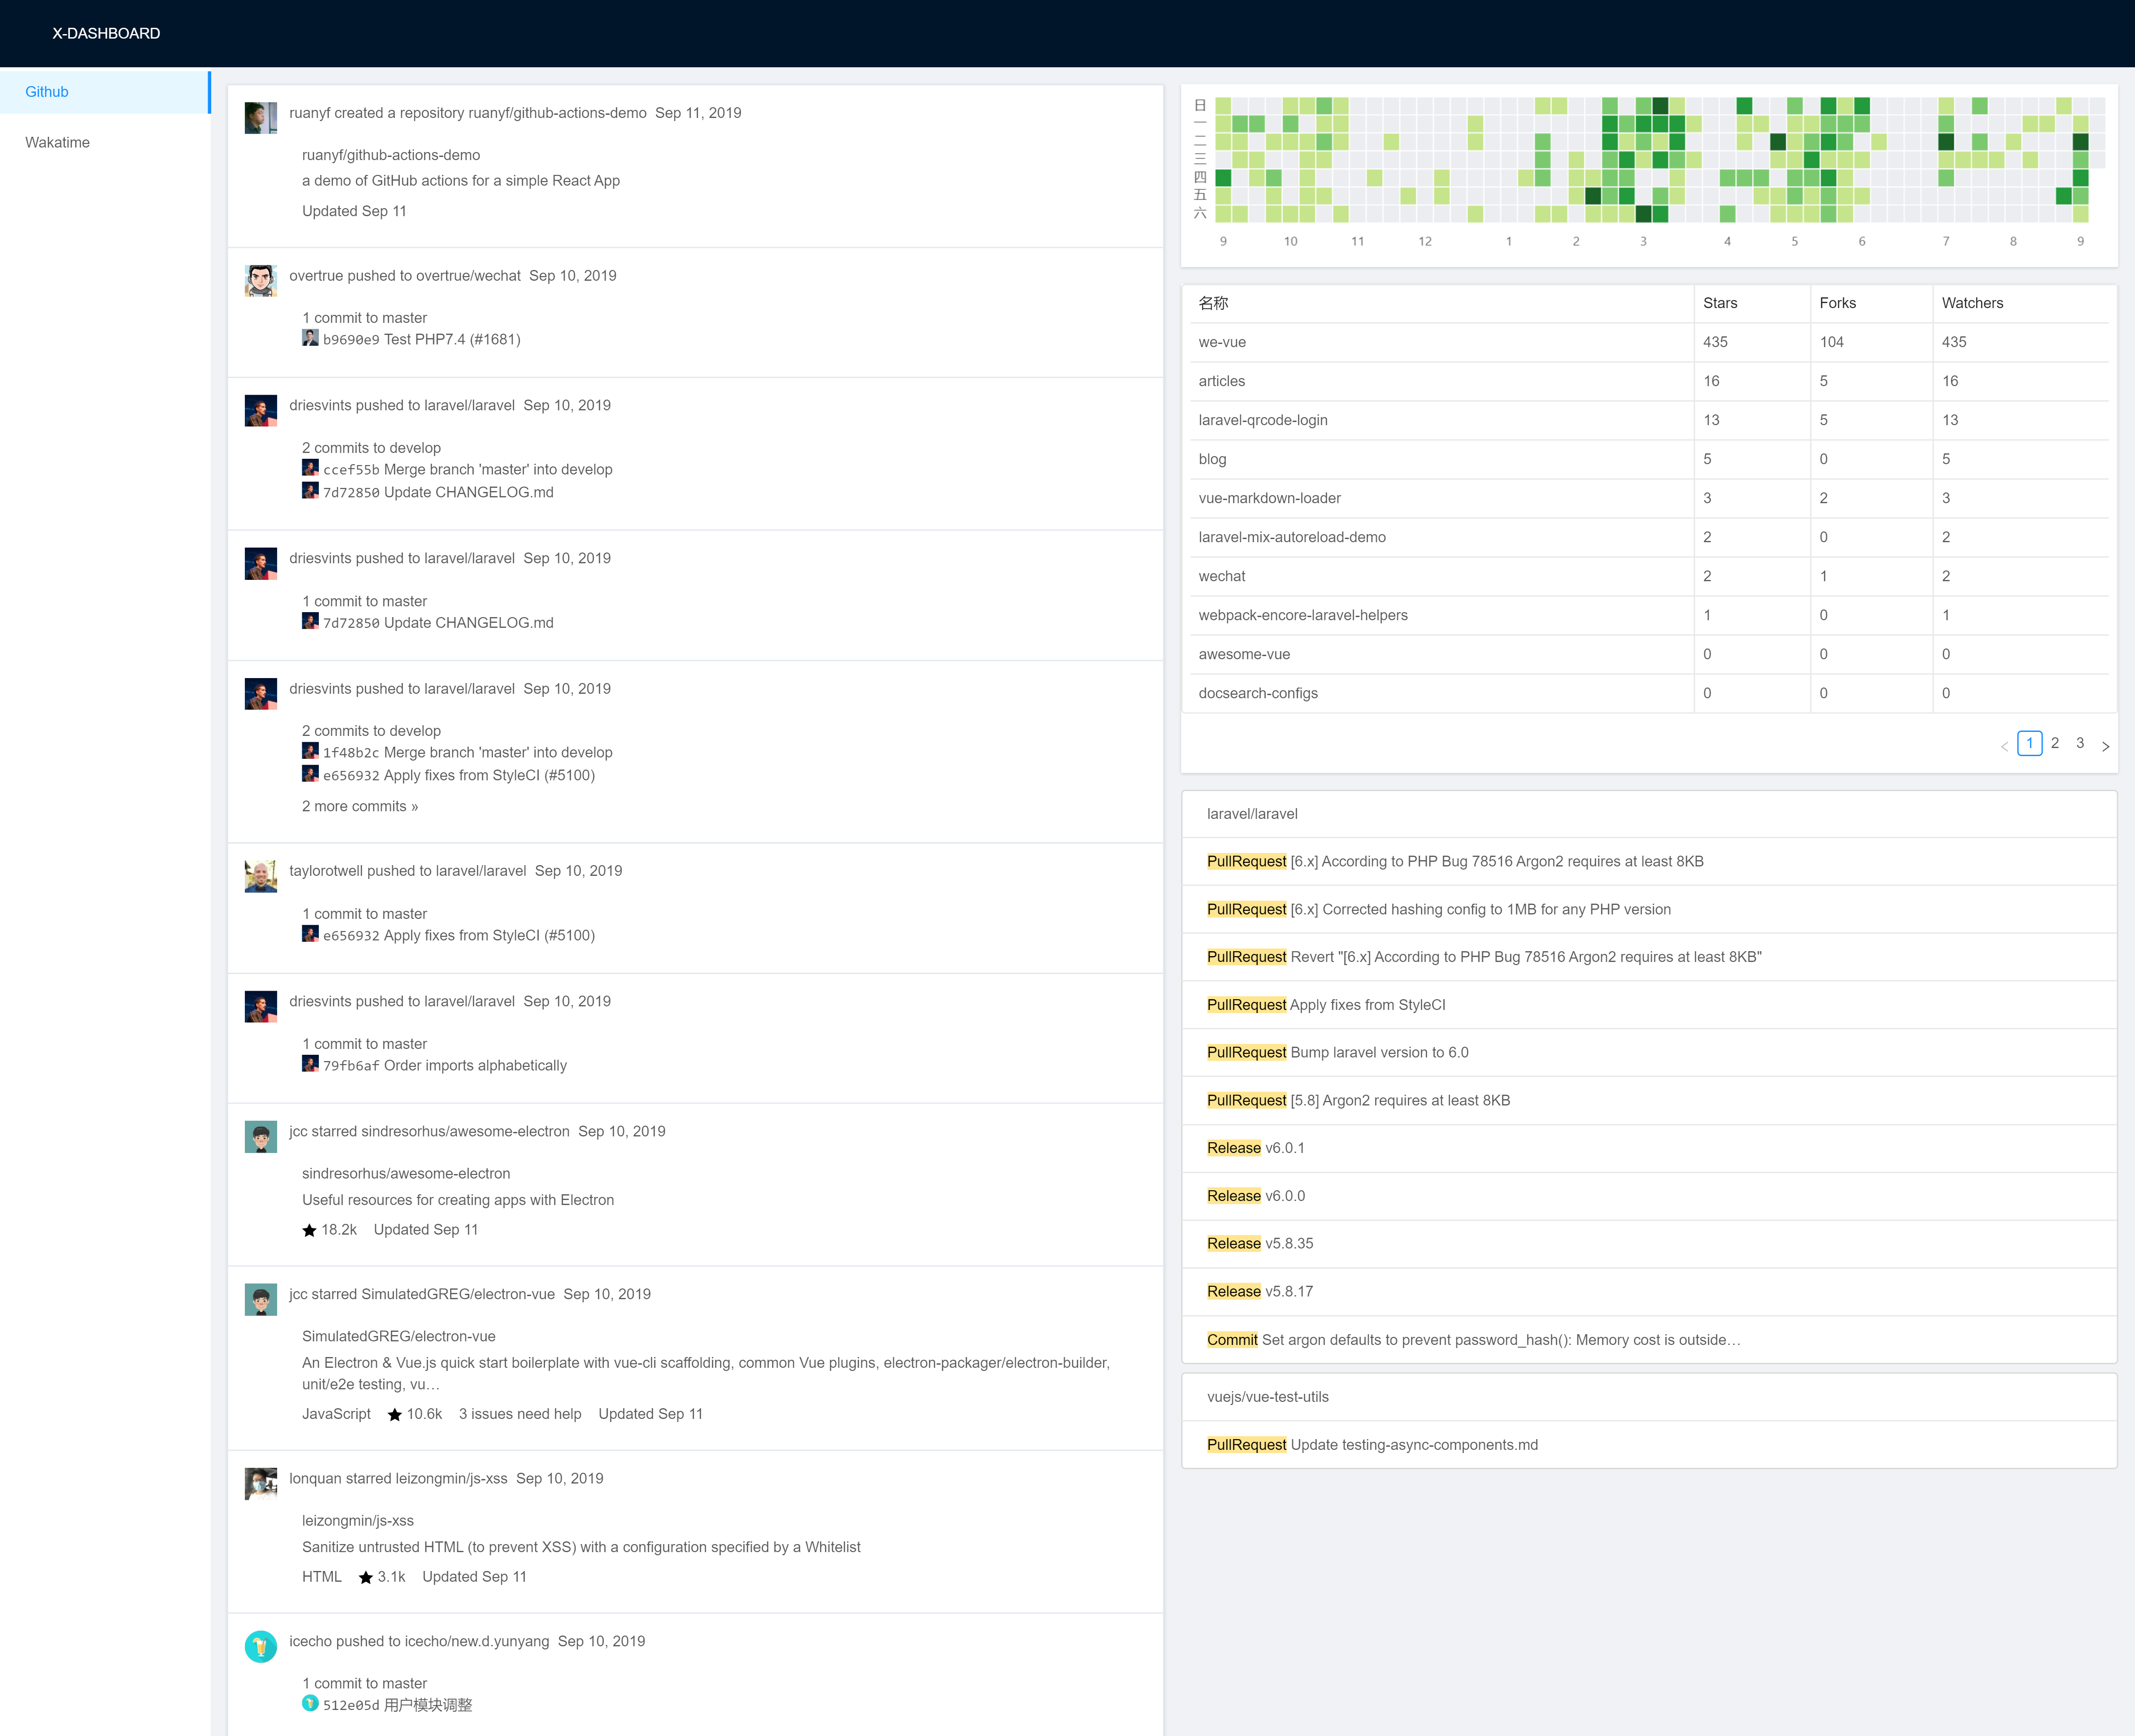 X-DASHBOARD
Github
Wakatime
ruanyf created a repository ruanyf/github-actions-demo Sep 11, 2019
ruanyf/github-actions-demo
a demo of GitHub actions for a simple React App
Updated Sep 11
overtrue pushed to overtrue/wechat Sep 10, 2019
1 commit to master
b9690e9 Test PHP7.4 (#1681)
driesvints pushed to laravel/laravel Sep 10, 2019
2 commits to develop
ccef55b Merge branch 'master' into develop
7d72850 Update CHANGELOG.md
driesvints pushed to laravel/laravel Sep 10, 2019
1 commit to master
7d72850 Update CHANGELOG.md
driesvints pushed to laravel/laravel Sep 10, 2019
2 commits to develop
1f48b2c Merge branch 'master' into develop
e656932 Apply fixes from StyleCI (#5100)
2 more commits »
taylorotwell pushed to laravel/laravel Sep 10, 2019
1 commit to master
e656932 Apply fixes from StyleCI (#5100)
driesvints pushed to laravel/laravel Sep 10, 2019
1 commit to master
79fb6af Order imports alphabetically
jcc starred sindresorhus/awesome-electron Sep 10, 2019
sindresorhus/awesome-electron
Useful resources for creating apps with Electron
★ 18.2k Updated Sep 11
jcc starred SimulatedGREG/electron-vue Sep 10, 2019
SimulatedGREG/electron-vue
An Electron & Vue.js quick start boilerplate with vue-cli scaffolding, common Vue plugins, electron-packager/electron-builder,
unit/e2e testing, vu…
JavaScript ★ 10.6k 3 issues need help Updated Sep 11
lonquan starred leizongmin/js-xss Sep 10, 2019
leizongmin/js-xss
Sanitize untrusted HTML (to prevent XSS) with a configuration specified by a Whitelist
HTML ★ 3.1k Updated Sep 11
icecho pushed to icecho/new.d.yunyang Sep 10, 2019
1 commit to master
512e05d 用户模块调整
日
一
二
三
四
五
六
9 10 11 12 1 2 3 4 5 6 7 8 9
名称 Stars Forks Watchers
we-vue 435 104 435
articles 16 5 16
laravel-qrcode-login 13 5 13
blog 5 0 5
vue-markdown-loader 3 2 3
laravel-mix-autoreload-demo 2 0 2
wechat 2 1 2
webpack-encore-laravel-helpers 1 0 1
awesome-vue 0 0 0
docsearch-configs 0 0 0
< 1 2 3 >
laravel/laravel
PullRequest [6.x] According to PHP Bug 78516 Argon2 requires at least 8KB
PullRequest [6.x] Corrected hashing config to 1MB for any PHP version
PullRequest Revert "[6.x] According to PHP Bug 78516 Argon2 requires at least 8KB"
PullRequest Apply fixes from StyleCI
PullRequest Bump laravel version to 6.0
PullRequest [5.8] Argon2 requires at least 8KB
Release v6.0.1
Release v6.0.0
Release v5.8.35
Release v5.8.17
Commit Set argon defaults to prevent password_hash(): Memory cost is outside…
vuejs/vue-test-utils
PullRequest Update testing-async-components.md